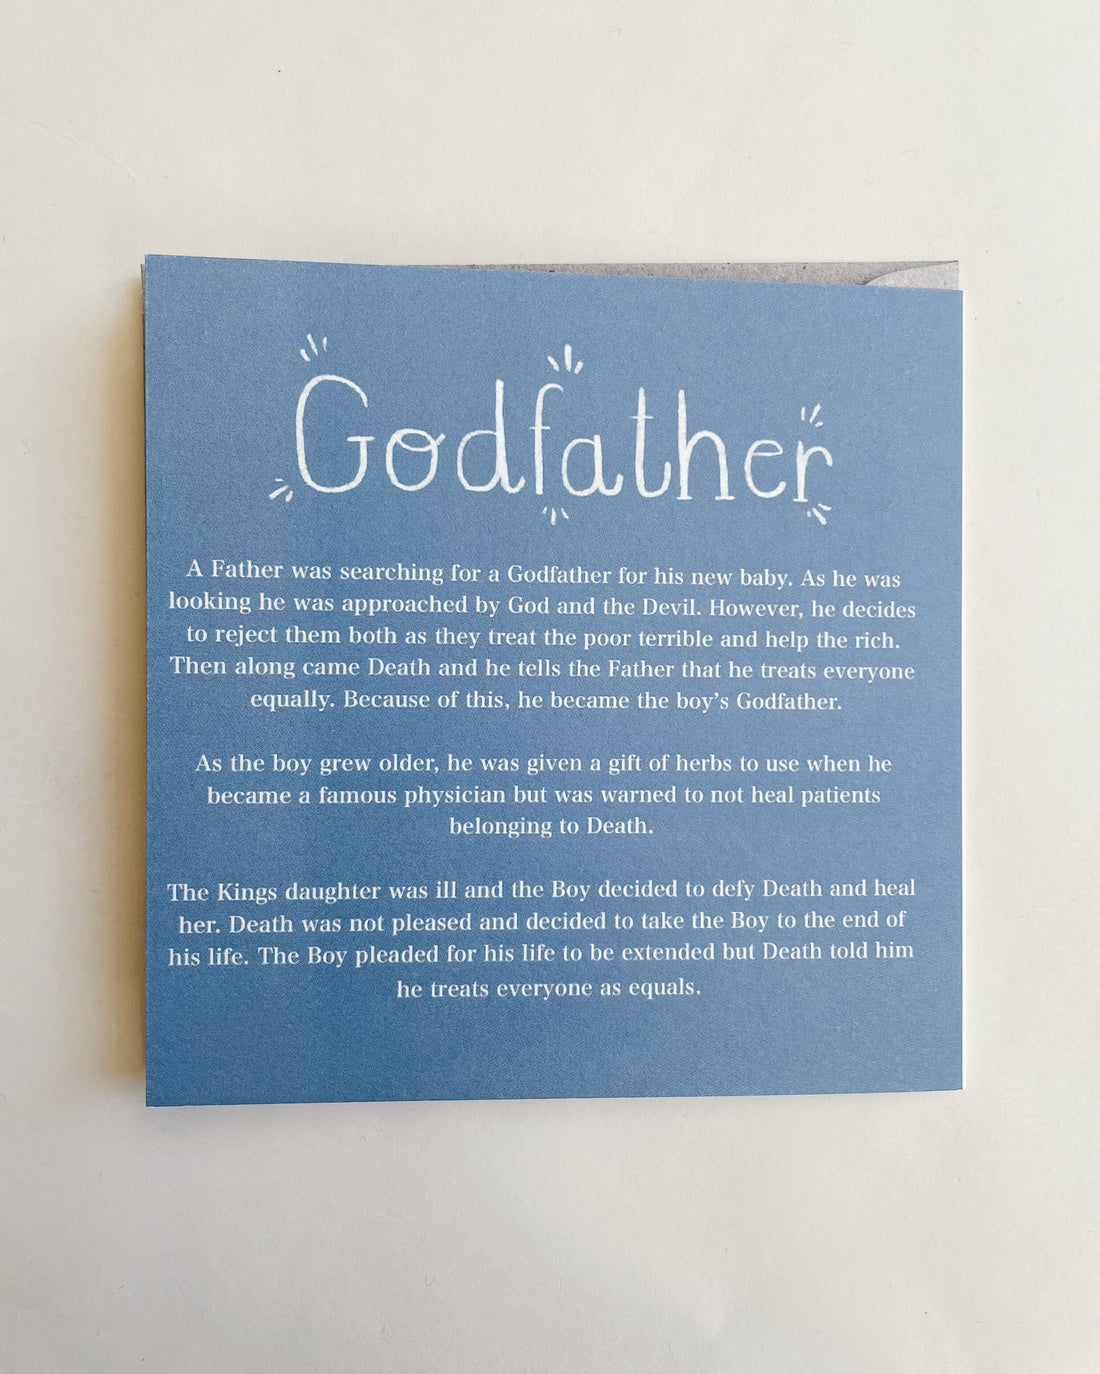 Godfather
A Father was searching for a Godfather for his new baby. As he was
looking he was approached by God and the Devil. However, he decides
to reject them both as they treat the poor terrible and help the rich.
Then along came Death and he tells the Father that he treats everyone
equally. Because of this, he became the boy’s Godfather.
As the boy grew older, he was given a gift of herbs to use when he
became a famous physician but was warned to not heal patients
belonging to Death.
The Kings daughter was ill and the Boy decided to defy Death and heal
her. Death was not pleased and decided to take the Boy to the end of
his life. The Boy pleaded for his life to be extended but Death told him
he treats everyone as equals.